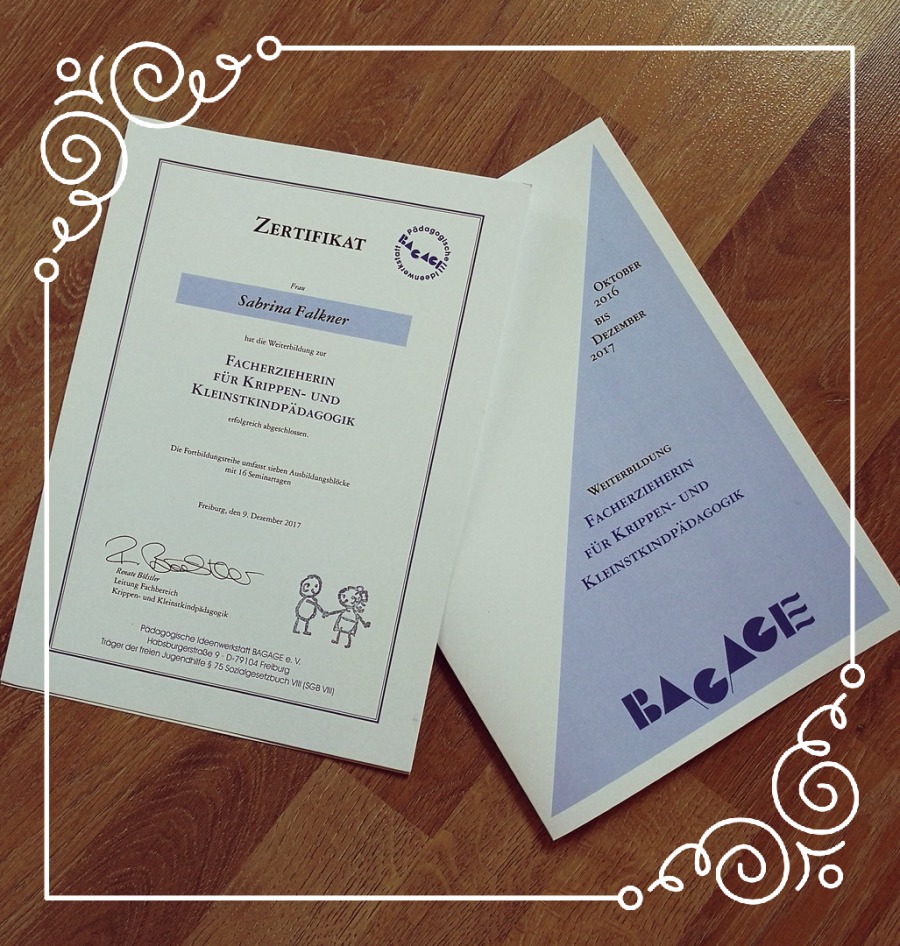 Zertifikat
Pädagogische
BAGAGE
Ideenwerkstatt
Frau
Sabrina Falkner
hat die Weiterbildung zur
Facherzieherin
für Krippen- und
Kleinstkindpädagogik
erfolgreich abgeschlossen.
Die Fortbildungsreihe umfasst sieben Ausbildungsblöcke
mit 16 Seminartagen
Freiburg, den 9. Dezember 2017
Leitung Fachbereich
Krippen- und Kleinstkindpädagogik
Pädagogische Ideenwerkstatt BAGAGE e. V.
Habsburgerstraße 9 · D-79104 Freiburg
Träger der freien Jugendhilfe § 75 Sozialgesetzbuch VIII (SGB VIII)
Oktober
2016
bis
Dezember
2017
Weiterbildung
Facherzieherin
für Krippen- und
Kleinstkindpädagogik
BAGAGE